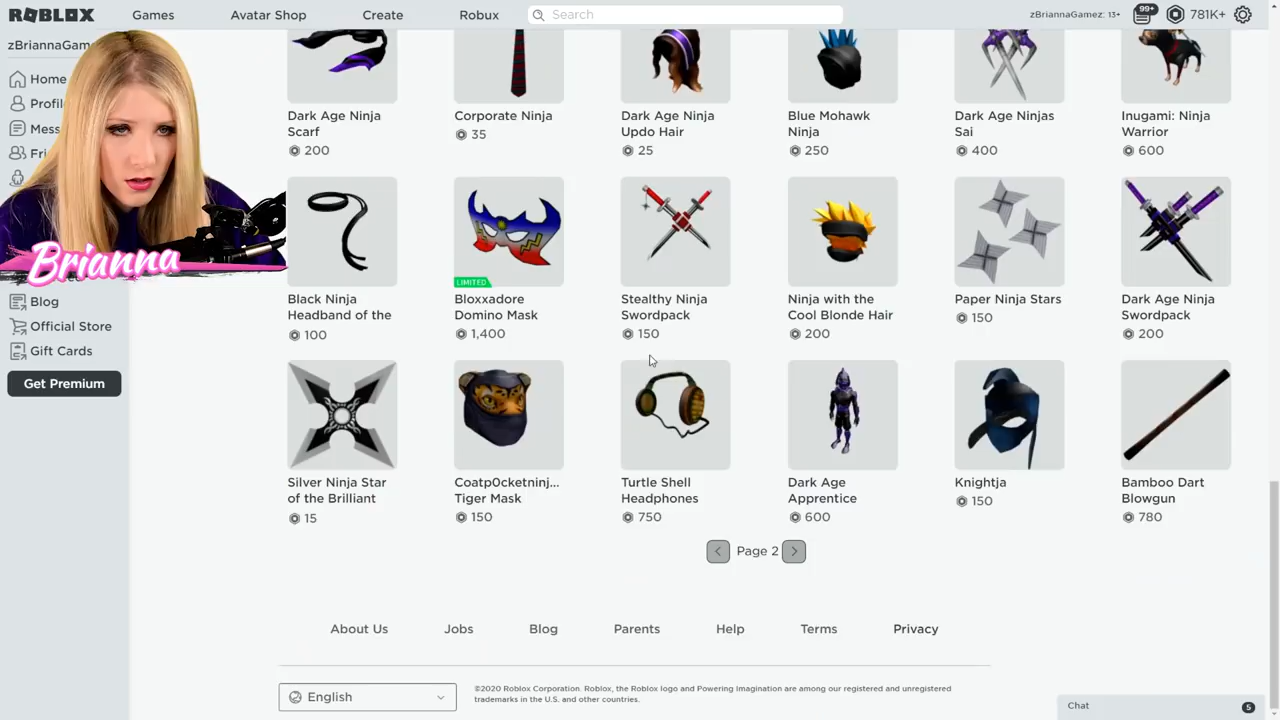 ROBLOX Games Avatar Shop Create Robux Search zBriannaGamez: 13+ 99+ 781K+
zBriannaGam
Home
Profi
Mess
Fri
Brianna
Blog
Official Store
Gift Cards
Get Premium
Dark Age Ninja
Scarf
200
Corporate Ninja
35
Dark Age Ninja
Updo Hair
25
Blue Mohawk
Ninja
250
Dark Age Ninjas
Sai
400
Inugami: Ninja
Warrior
600
Black Ninja
Headband of the
100
LIMITED
Bloxxadore
Domino Mask
1,400
Stealthy Ninja
Swordpack
150
Ninja with the
Cool Blonde Hair
200
Paper Ninja Stars
150
Dark Age Ninja
Swordpack
200
Silver Ninja Star
of the Brilliant
15
Coatp0cketninj...
Tiger Mask
150
Turtle Shell
Headphones
750
Dark Age
Apprentice
600
Knightja
150
Bamboo Dart
Blowgun
780
Page 2
About Us Jobs Blog Parents Help Terms Privacy
English
©2020 Roblox Corporation. Roblox, the Roblox logo and Powering Imagination are among our registered and unregistered
trademarks in the U.S. and other countries.
Chat 5